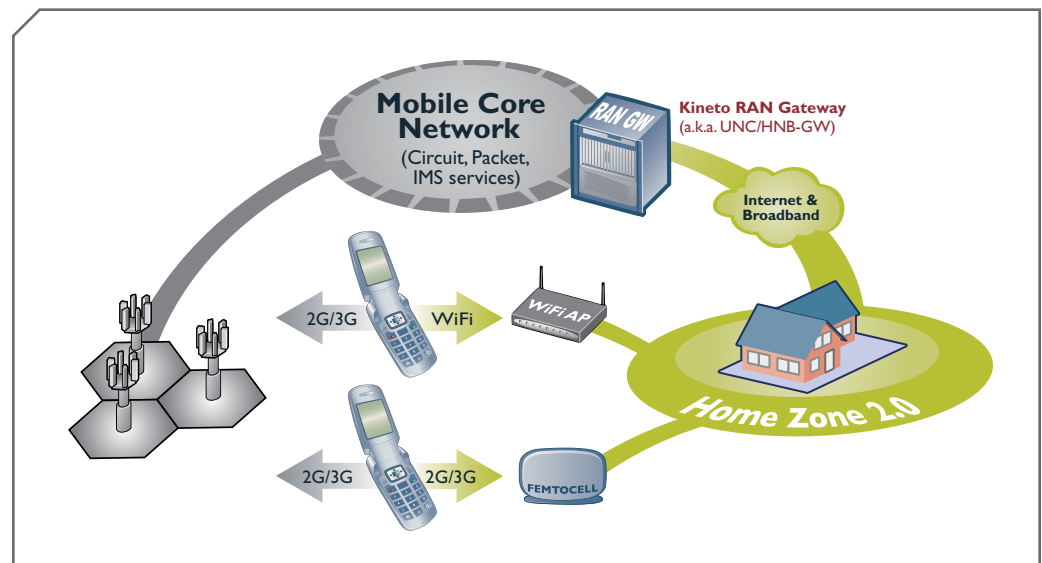 Mobile Core
Network
(Circuit, Packet,
IMS services)
RAN GW
Kineto RAN Gateway
(a.k.a. UNC/HNB-GW)
Internet &
Broadband
2G/3G
WiFi
WiFi AP
Home Zone 2.0
2G/3G
2G/3G
FEMTOCELL